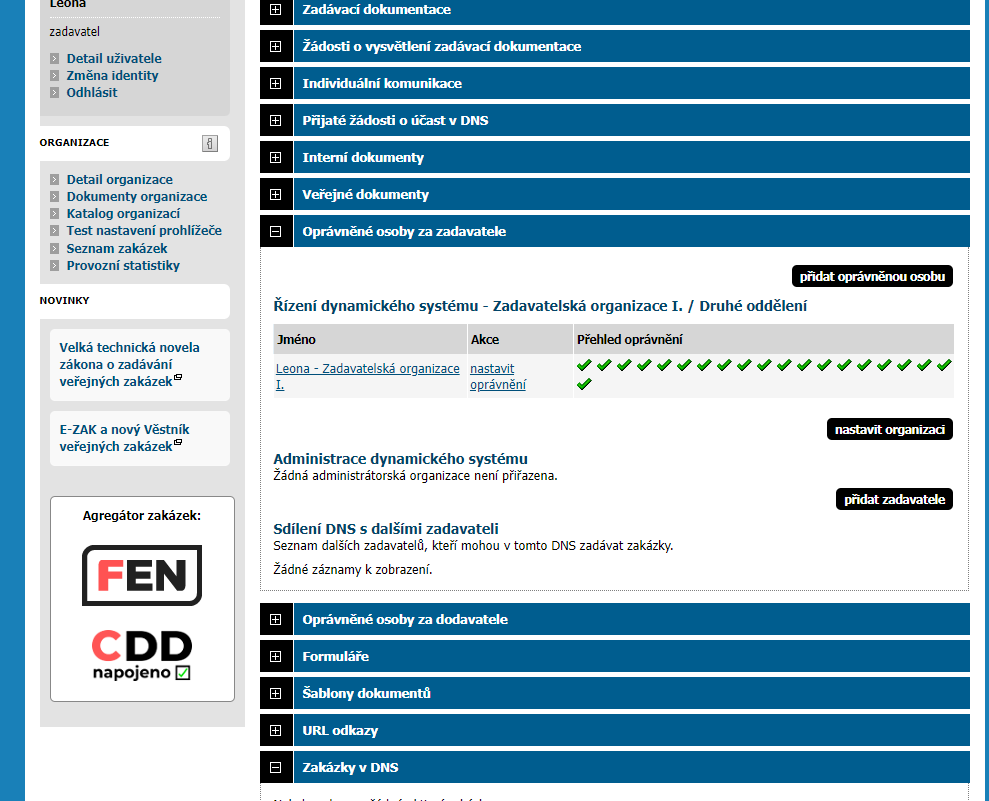 Leona
zadavatel
Detail uživatele
Změna identity
Odhlásit
ORGANIZACE
Detail organizace
Dokumenty organizace
Katalog organizací
Test nastavení prohlížeče
Seznam zakázek
Provozní statistiky
NOVINKY
Velká technická novela
zákona o zadávání
veřejných zakázek
E-ZAK a nový Věstník
veřejných zakázek
Agregátor zakázek:
FEN
CDD
napojeno
Zadávací dokumentace
Žádosti o vysvětlení zadávací dokumentace
Individuální komunikace
Přijaté žádosti o účast v DNS
Interní dokumenty
Veřejné dokumenty
Oprávněné osoby za zadavatele
přidat oprávněnou osobu
Řízení dynamického systému - Zadavatelská organizace I. / Druhé oddělení
Jméno Akce Přehled oprávnění
Leona - Zadavatelská organizace nastavit
I. oprávnění
nastavit organizaci
Administrace dynamického systému
Žádná administrátorská organizace není přiřazena.
přidat zadavatele
Sdílení DNS s dalšími zadavateli
Seznam dalších zadavatelů, kteří mohou v tomto DNS zadávat zakázky.
Žádné záznamy k zobrazení.
Oprávněné osoby za dodavatele
Formuláře
Šablony dokumentů
URL odkazy
Zakázky v DNS